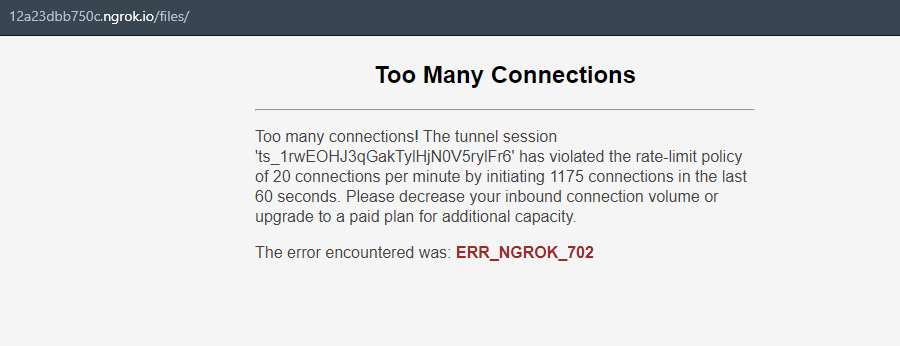 12a23dbb750c.ngrok.io/files/
Too Many Connections
Too many connections! The tunnel session
'ts_1rwEOHJ3qGakTylHjN0V5rylFr6' has violated the rate-limit policy
of 20 connections per minute by initiating 1175 connections in the last
60 seconds. Please decrease your inbound connection volume or
upgrade to a paid plan for additional capacity.
The error encountered was: ERR_NGROK_702